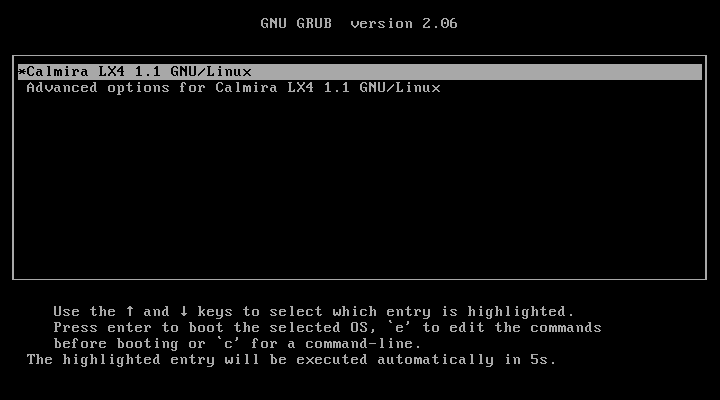 GNU GRUB  version 2.06
*Calmira LX4 1.1 GNU/Linux
Advanced options for Calmira LX4 1.1 GNU/Linux
Use the ↑ and ↓ keys to select which entry is highlighted.
Press enter to boot the selected OS, `e' to edit the commands
before booting or `c' for a command-line.
The highlighted entry will be executed automatically in 5s.